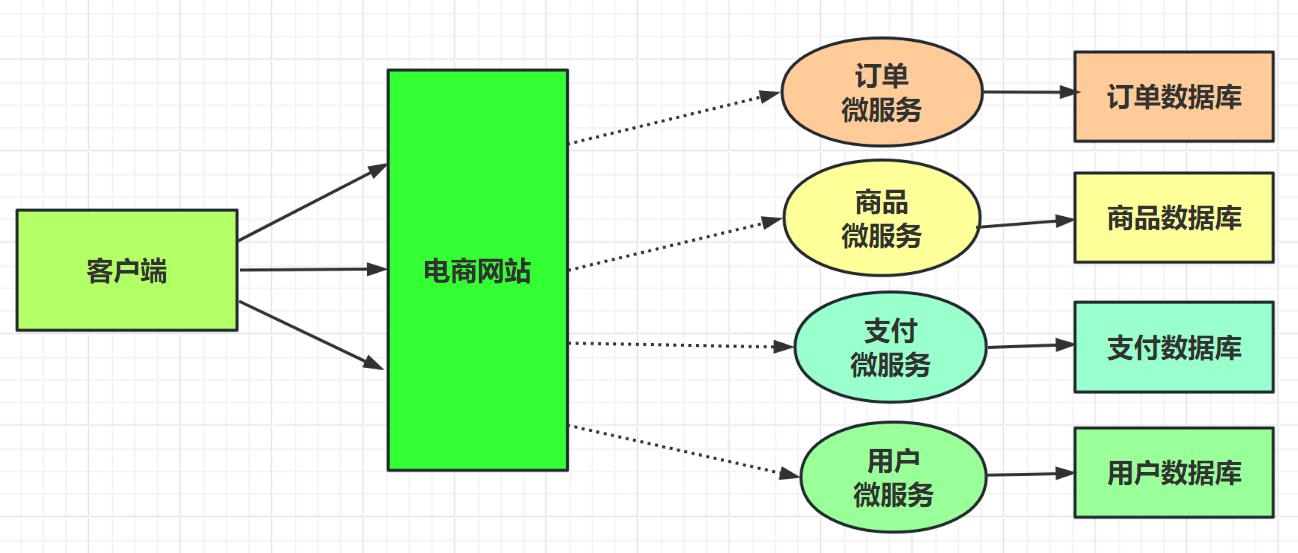 客户端
电商网站
订单
微服务
订单数据库
商品
微服务
商品数据库
支付
微服务
支付数据库
用户
微服务
用户数据库